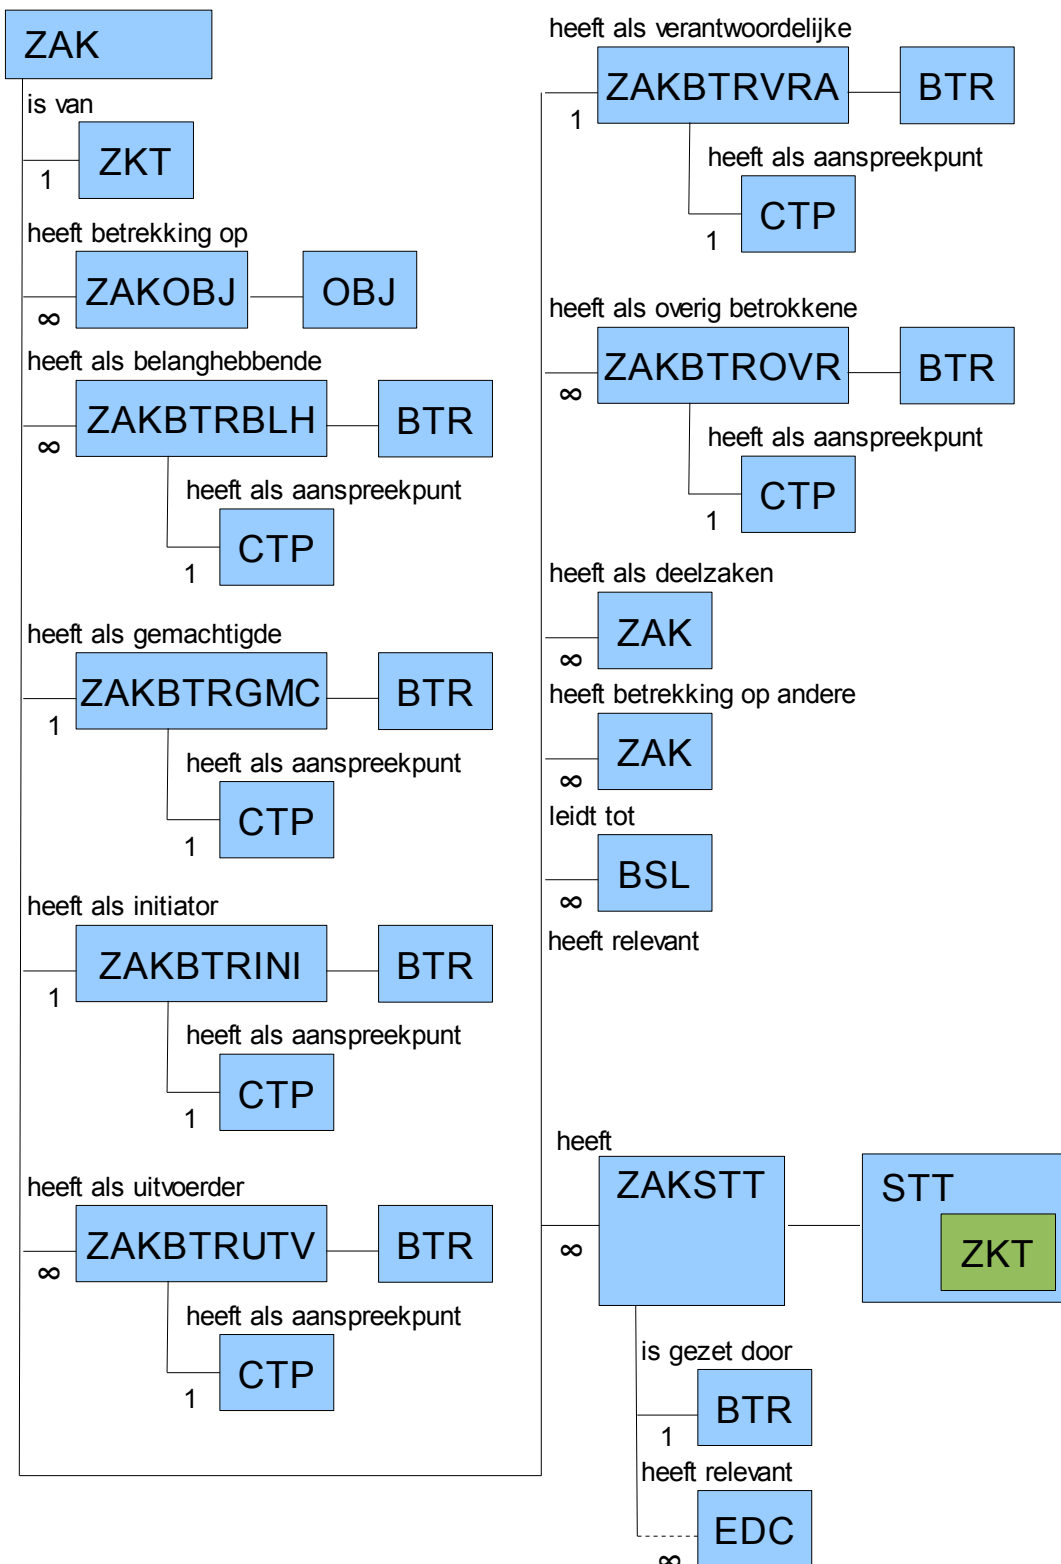 ZAK
is van
1
ZKT
heeft betrekking op
∞
ZAKOBJ
OBJ
heeft als belanghebbende
∞
ZAKBTRBLH
BTR
heeft als aanspreekpunt
1
CTP
heeft als gemachtigde
1
ZAKBTRGMC
BTR
heeft als aanspreekpunt
1
CTP
heeft als initiator
1
ZAKBTRINI
BTR
heeft als aanspreekpunt
1
CTP
heeft als uitvoerder
∞
ZAKBTRUTV
BTR
heeft als aanspreekpunt
1
CTP
heeft als verantwoordelijke
1
ZAKBTRVRA
BTR
heeft als aanspreekpunt
1
CTP
heeft als overig betrokkene
∞
ZAKBTROVR
BTR
heeft als aanspreekpunt
1
CTP
heeft als deelzaken
∞
ZAK
heeft betrekking op andere
∞
ZAK
leidt tot
∞
BSL
heeft relevant
heeft
∞
ZAKSTT
STT
ZKT
is gezet door
1
BTR
heeft relevant
∞
EDC